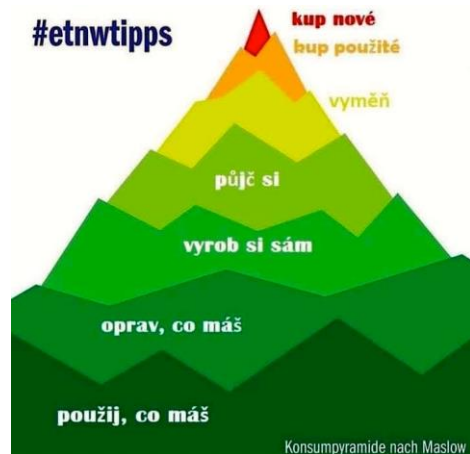 #etnwtipps
kup nové
kup použité
vyměň
půjč si
vyrob si sám
oprav, co máš
použij, co máš
Konsumpyramide nach Maslow